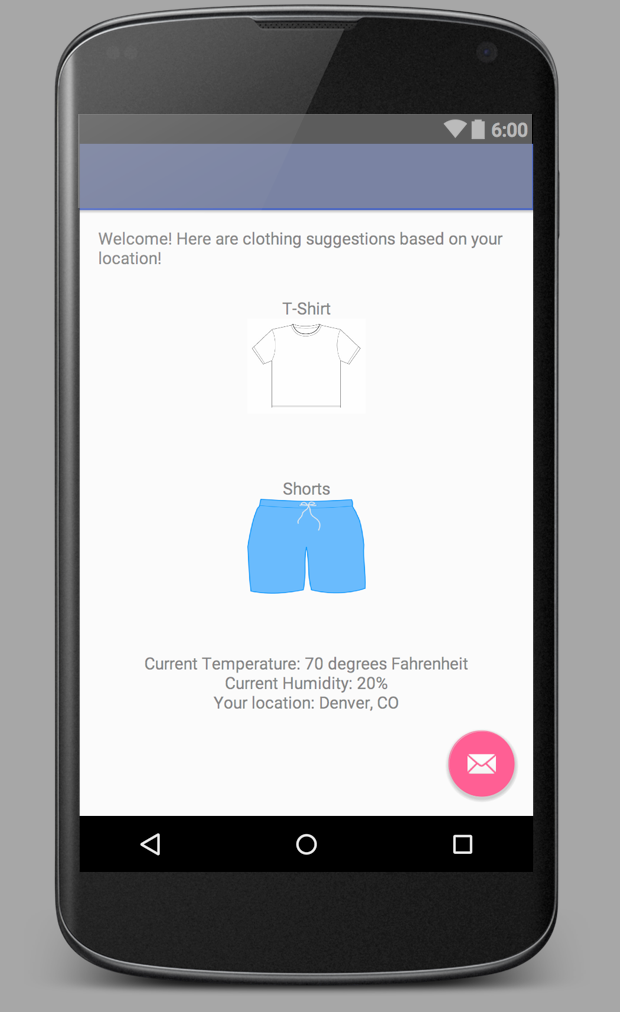 6:00
Welcome! Here are clothing suggestions based on your
location!
T-Shirt
Shorts
Current Temperature: 70 degrees Fahrenheit
Current Humidity: 20%
Your location: Denver, CO